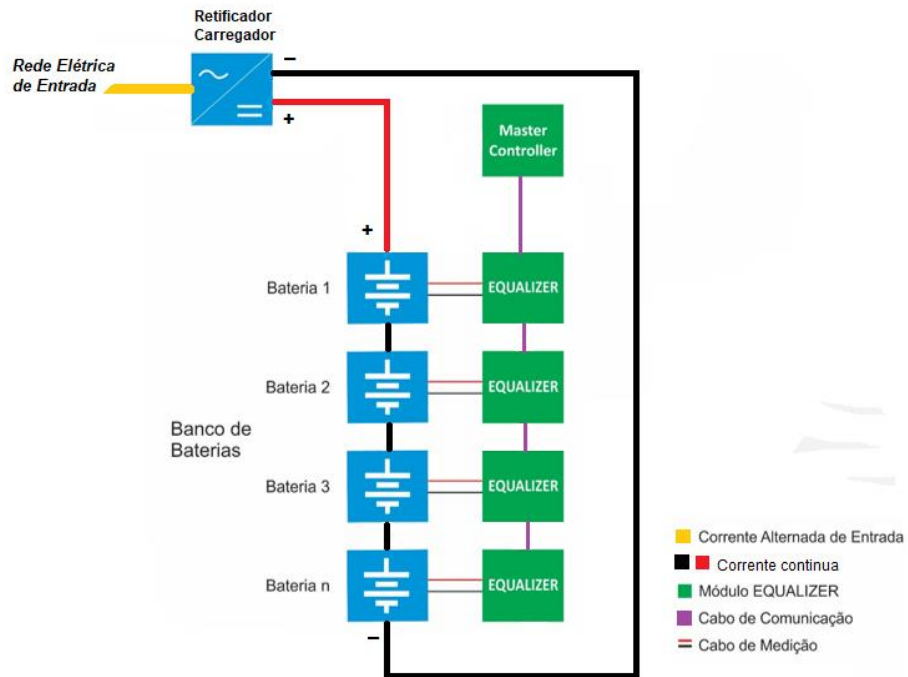 Retificador
Carregador
Rede Elétrica
de Entrada
−
+
Master
Controller
+
Bateria 1
EQUALIZER
Bateria 2
EQUALIZER
Banco de
Baterias
Bateria 3
EQUALIZER
Bateria n
EQUALIZER
−
Corrente Alternada de Entrada
Corrente continua
Módulo EQUALIZER
Cabo de Comunicação
Cabo de Medição